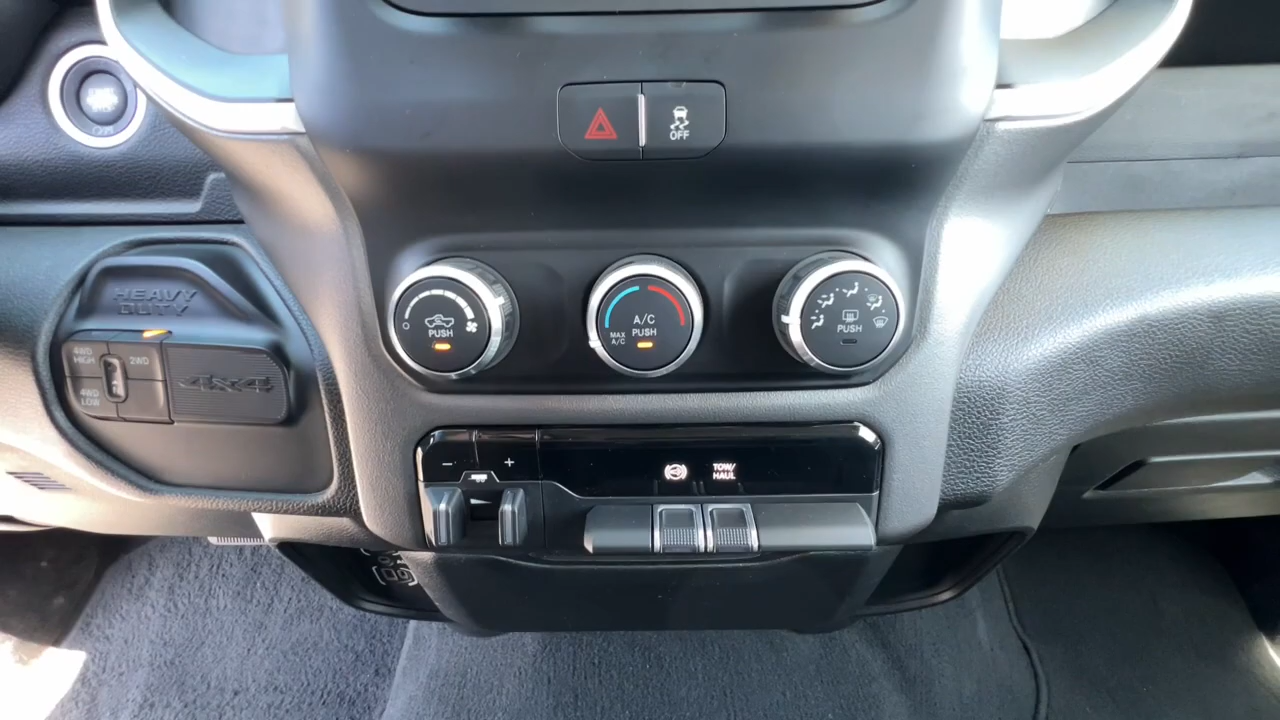 OFF
HEAVY
DUTY
4WD
HIGH
2WD
4WD
LOW
4x4
O
PUSH
A/C
PUSH
MAX
A/C
PUSH
−
+
TOW/
HAUL